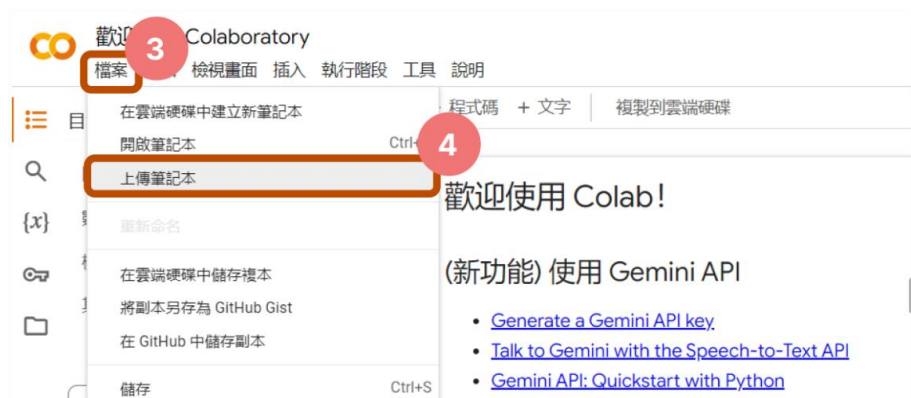 歡迎 Colaboratory
3
檔案 檢視畫面 插入 執行階段 工具 說明
在雲端硬碟中建立新筆記本
開啟筆記本 Ctrl+
4
上傳筆記本
重新命名
在雲端硬碟中儲存複本
將副本另存為 GitHub Gist
在 GitHub 中儲存副本
儲存 Ctrl+S
目
{x}
程式碼 + 文字 複製到雲端硬碟
歡迎使用 Colab！
(新功能) 使用 Gemini API
Generate a Gemini API key
Talk to Gemini with the Speech-to-Text API
Gemini API: Quickstart with Python